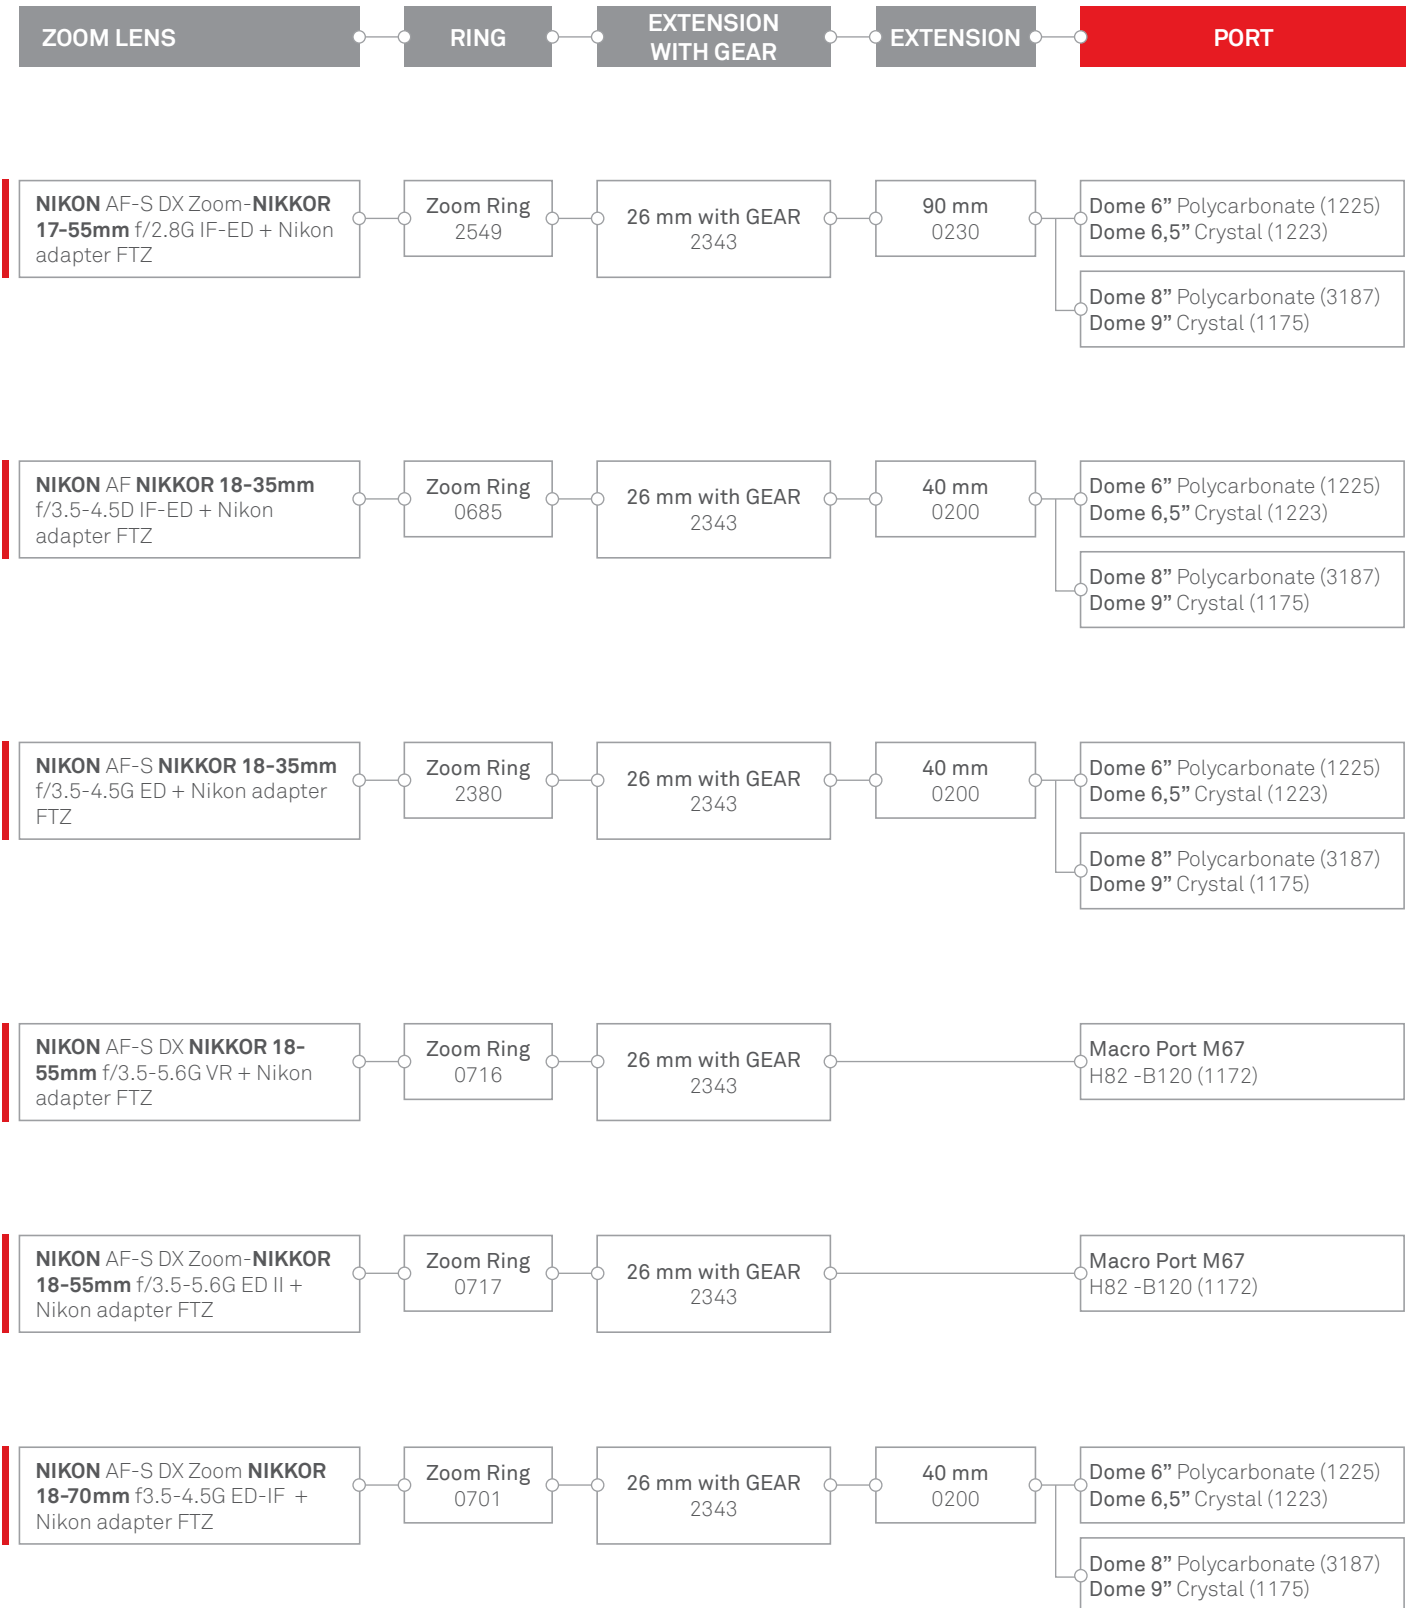 ZOOM LENS
RING
EXTENSION
WITH GEAR
EXTENSION
PORT
NIKON AF-S DX Zoom-NIKKOR
17-55mm f/2.8G IF-ED + Nikon
adapter FTZ
Zoom Ring
2549
26 mm with GEAR
2343
90 mm
0230
Dome 6” Polycarbonate (1225)
Dome 6,5” Crystal (1223)
Dome 8” Polycarbonate (3187)
Dome 9” Crystal (1175)
NIKON AF NIKKOR 18-35mm
f/3.5-4.5D IF-ED + Nikon
adapter FTZ
Zoom Ring
0685
26 mm with GEAR
2343
40 mm
0200
Dome 6” Polycarbonate (1225)
Dome 6,5” Crystal (1223)
Dome 8” Polycarbonate (3187)
Dome 9” Crystal (1175)
NIKON AF-S NIKKOR 18-35mm
f/3.5-4.5G ED + Nikon adapter
FTZ
Zoom Ring
2380
26 mm with GEAR
2343
40 mm
0200
Dome 6” Polycarbonate (1225)
Dome 6,5” Crystal (1223)
Dome 8” Polycarbonate (3187)
Dome 9” Crystal (1175)
NIKON AF-S DX NIKKOR 18-
55mm f/3.5-5.6G VR + Nikon
adapter FTZ
Zoom Ring
0716
26 mm with GEAR
2343
Macro Port M67
H82 -B120 (1172)
NIKON AF-S DX Zoom-NIKKOR
18-55mm f/3.5-5.6G ED II +
Nikon adapter FTZ
Zoom Ring
0717
26 mm with GEAR
2343
Macro Port M67
H82 -B120 (1172)
NIKON AF-S DX Zoom NIKKOR
18-70mm f3.5-4.5G ED-IF +
Nikon adapter FTZ
Zoom Ring
0701
26 mm with GEAR
2343
40 mm
0200
Dome 6” Polycarbonate (1225)
Dome 6,5” Crystal (1223)
Dome 8” Polycarbonate (3187)
Dome 9” Crystal (1175)